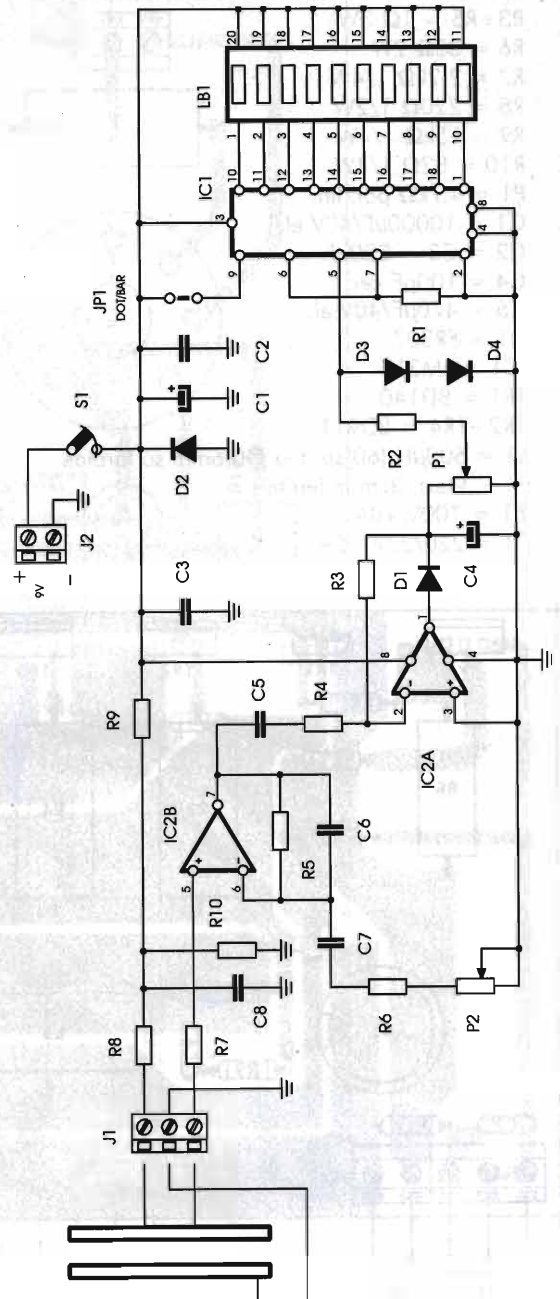 20
19
18
17
16
15
14
13
12
11
LB1
1
2
3
4
5
6
7
8
9
10
IC1
10
11
12
13
14
15
16
17
18
1
3
9
6
5
7
2
4
8
JP1
DOT/BAR
R1
D3
D4
C2
C1
D2
S1
R2
P1
+
9V
-
J2
C3
R3
D1
C4
R9
C5
R4
8
1
2
3
4
-
+
IC2A
IC2B
7
5
6
+
-
R5
C6
R10
C8
C7
R8
R7
R6
P2
J1